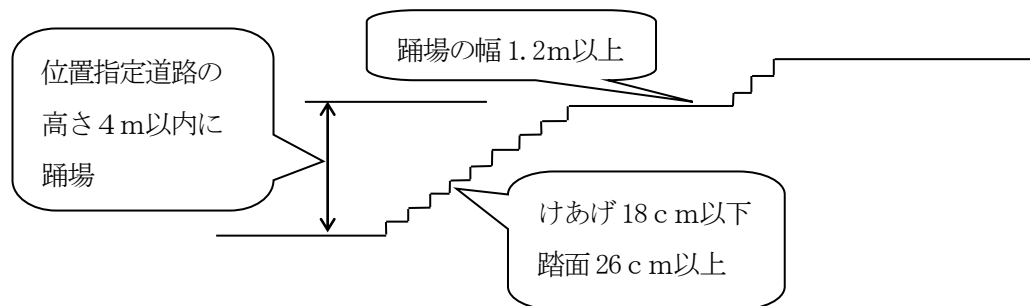 位置指定道路の
高さ4m以内に
踊場
踊場の幅1.2m以上
けあげ18cm以下
踏面26cm以上